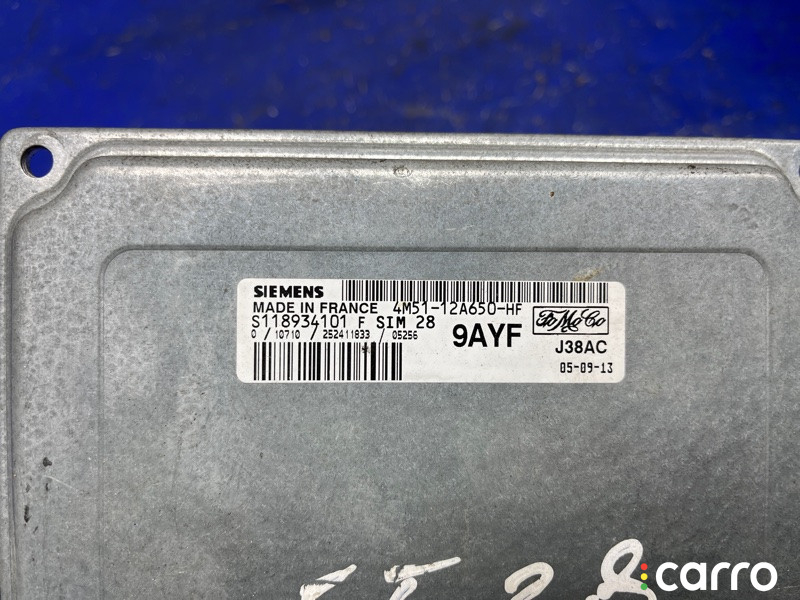 SIEMENS
MADE IN FRANCE 4M51-12A650-HF
S118934101 F SIM 28
0 / 10710 / 252411833 / 05256
9AYF
FoMoCo
J38AC
05-09-13
carro